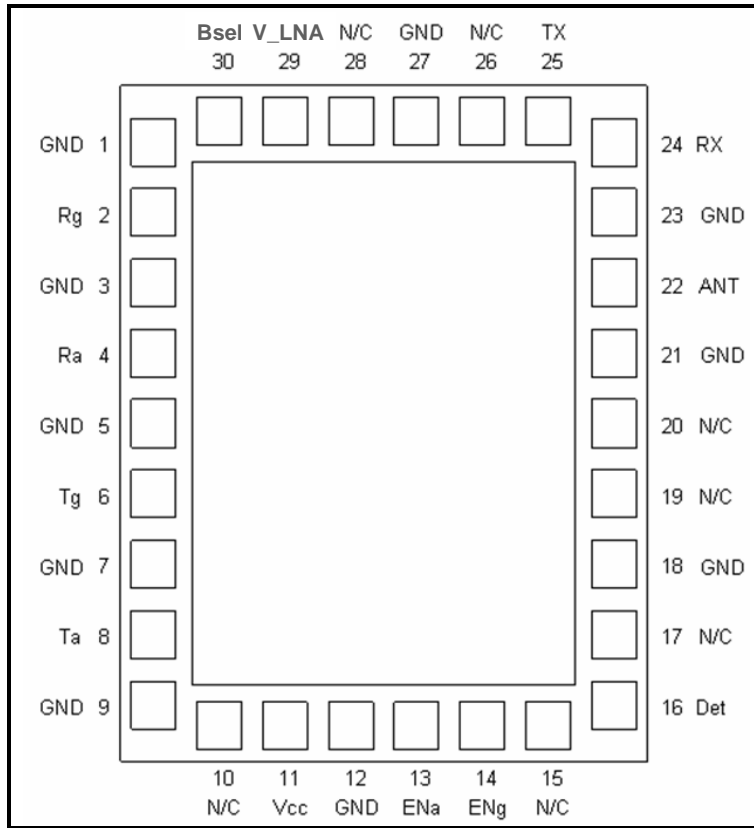 Bsel V_LNA N/C GND N/C TX
30 29 28 27 26 25
GND 1 24 RX
Rg 2 23 GND
GND 3 22 ANT
Ra 4 21 GND
GND 5 20 N/C
Tg 6 19 N/C
GND 7 18 GND
Ta 8 17 N/C
GND 9 16 Det
10 11 12 13 14 15
N/C Vcc GND ENa ENg N/C